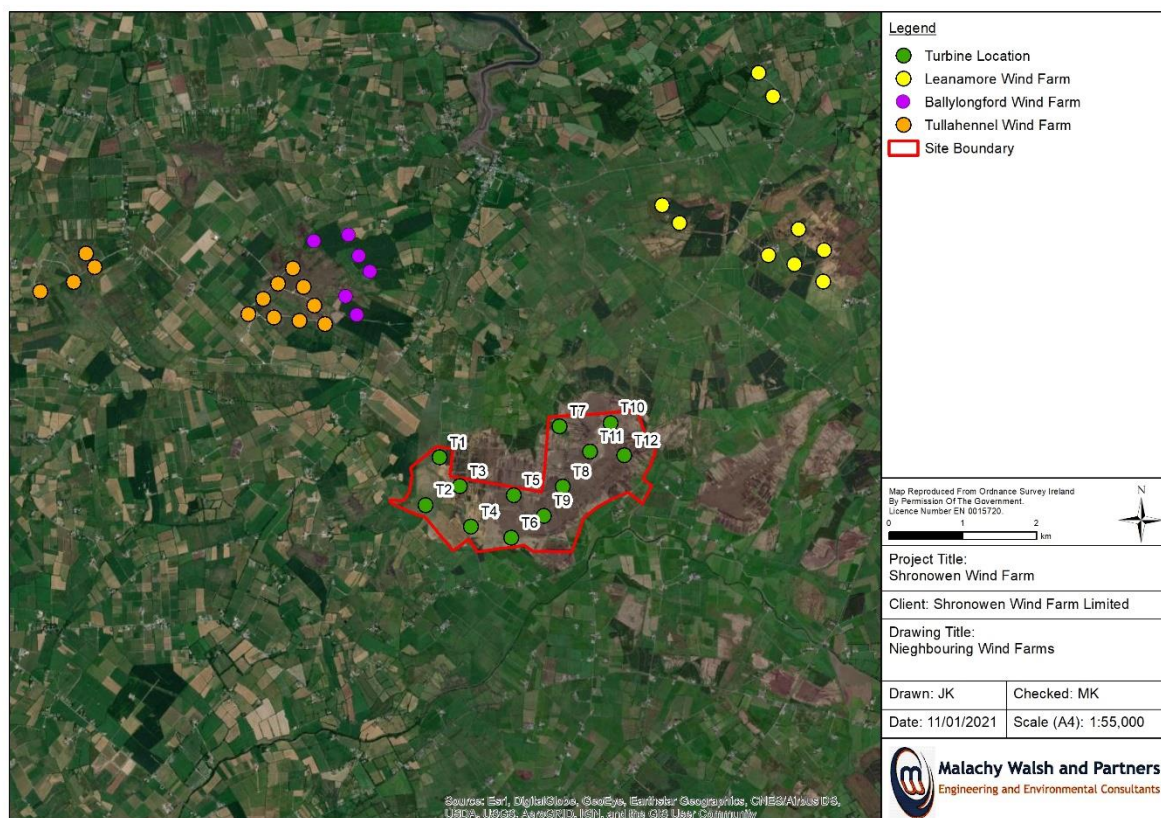 T1
T2
T3
T4
T5
T6
T7
T8
T9
T10
T11
T12
Source: Esri, DigitalGlobe, GeoEye, Earthstar Geographics, CNES/Airbus DS,
USDA, USGS, AeroGRID, IGN, and the GIS User Community
Legend
Turbine Location
Leanamore Wind Farm
Ballylongford Wind Farm
Tullahennel Wind Farm
Site Boundary
Map Reproduced From Ordnance Survey Ireland
By Permission Of The Government.
Licence Number EN 0015720.
N
0 1 2
km
Project Title:
Shronowen Wind Farm
Client: Shronowen Wind Farm Limited
Drawing Title:
Nieghbouring Wind Farms
Drawn: JK Checked: MK
Date: 11/01/2021 Scale (A4): 1:55,000
Malachy Walsh and Partners
Engineering and Environmental Consultants